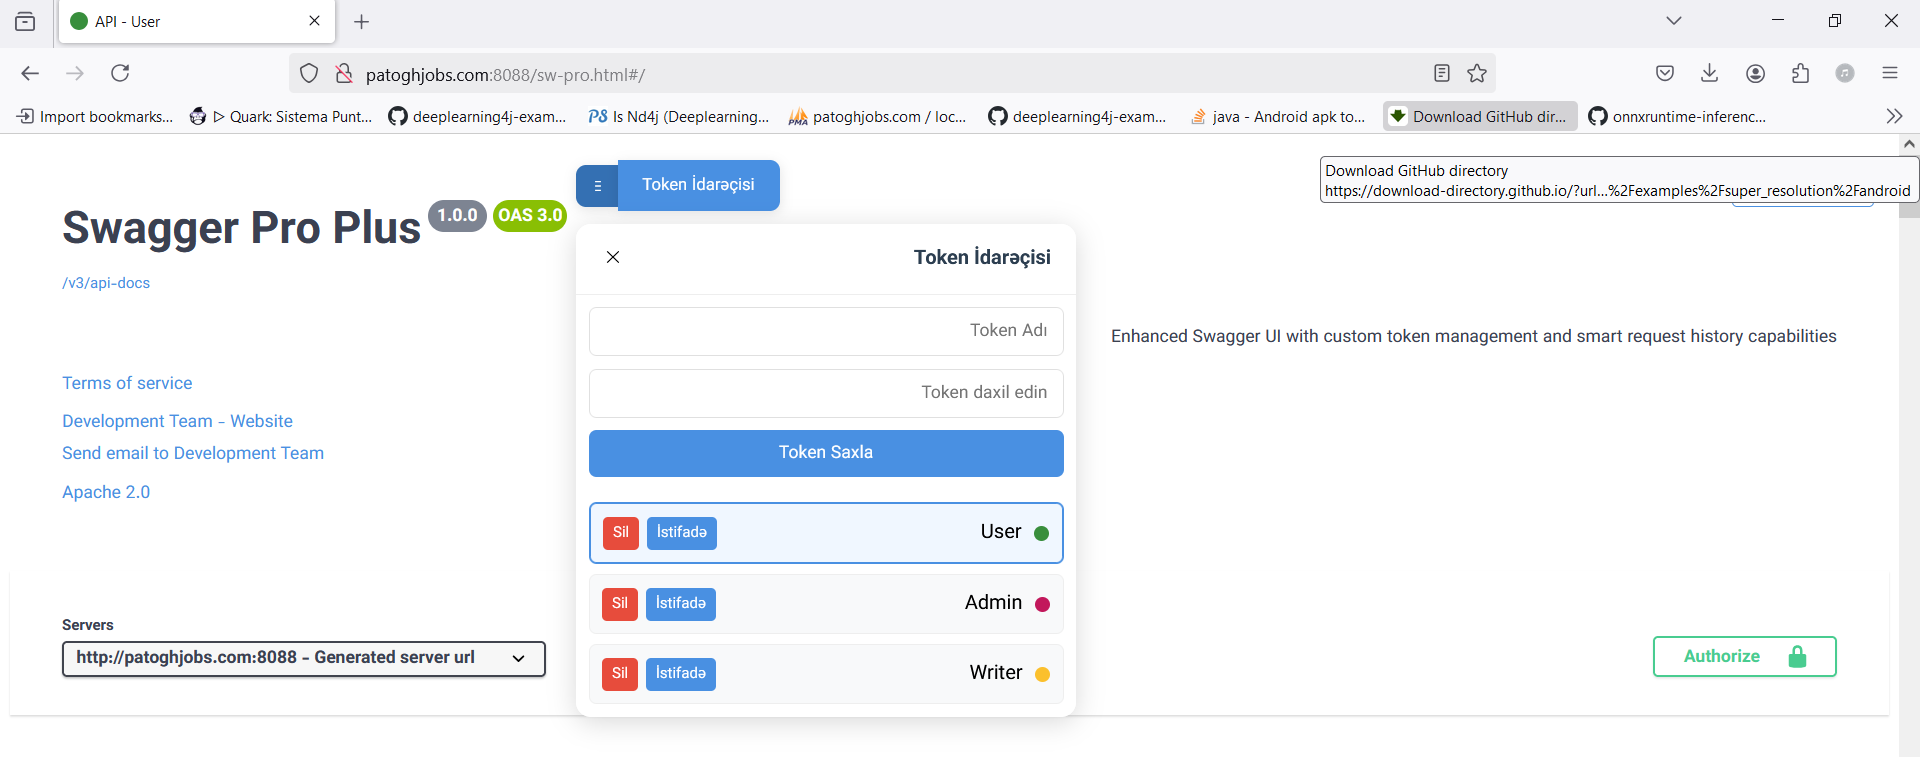 API - User
patoghjobs.com:8088/sw-pro.html#/
Import bookmarks...
Quark: Sistema Punt...
deeplearning4j-exam...
Is Nd4j (Deeplearning...
patoghjobs.com / loc...
deeplearning4j-exam...
java - Android apk to...
Download GitHub dir...
onnxruntime-inferenc...
Download GitHub directory
https://download-directory.github.io/?url...%2Fexamples%2Fsuper_resolution%2Fandroid
Token İdarəçisi
Swagger Pro Plus 1.0.0 OAS 3.0
/v3/api-docs
Token İdarəçisi
Token Adı
Token daxil edin
Token Saxla
Sil İstifadə User
Sil İstifadə Admin
Sil İstifadə Writer
Enhanced Swagger UI with custom token management and smart request history capabilities
Terms of service
Development Team - Website
Send email to Development Team
Apache 2.0
Servers
http://patoghjobs.com:8088 - Generated server url
Authorize